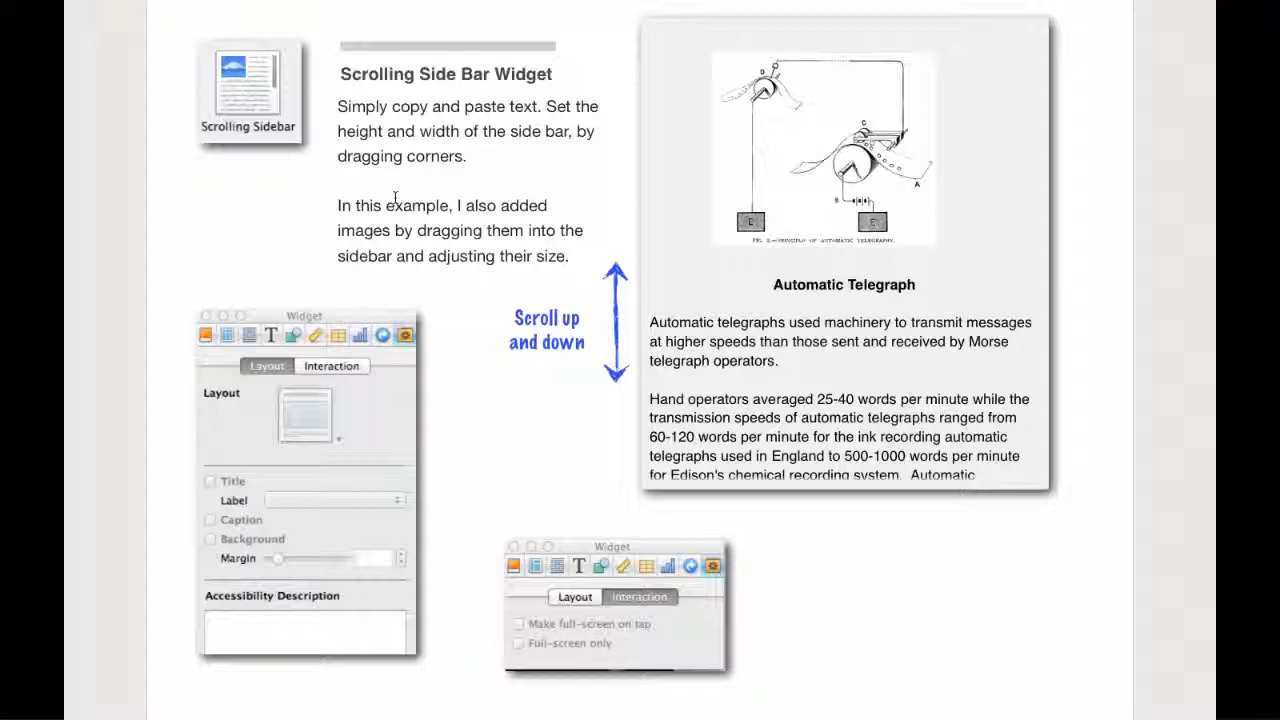 Scrolling Sidebar
Scrolling Side Bar Widget
Simply copy and paste text. Set the
height and width of the side bar, by
dragging corners.
In this example, I also added
images by dragging them into the
sidebar and adjusting their size.
Scroll up
and down
D
C
A
B
E
FIG. 2.—PRINCIPLE OF AUTOMATIC TELEGRAPHY.
Automatic Telegraph
Automatic telegraphs used machinery to transmit messages
at higher speeds than those sent and received by Morse
telegraph operators.
Hand operators averaged 25-40 words per minute while the
transmission speeds of automatic telegraphs ranged from
60-120 words per minute for the ink recording automatic
telegraphs used in England to 500-1000 words per minute
for Edison's chemical recording system. Automatic
Widget
T
Layout Interaction
Layout
Title
Label
Caption
Background
Margin
Accessibility Description
Widget
T
Layout Interaction
Make full-screen on tap
Full-screen only